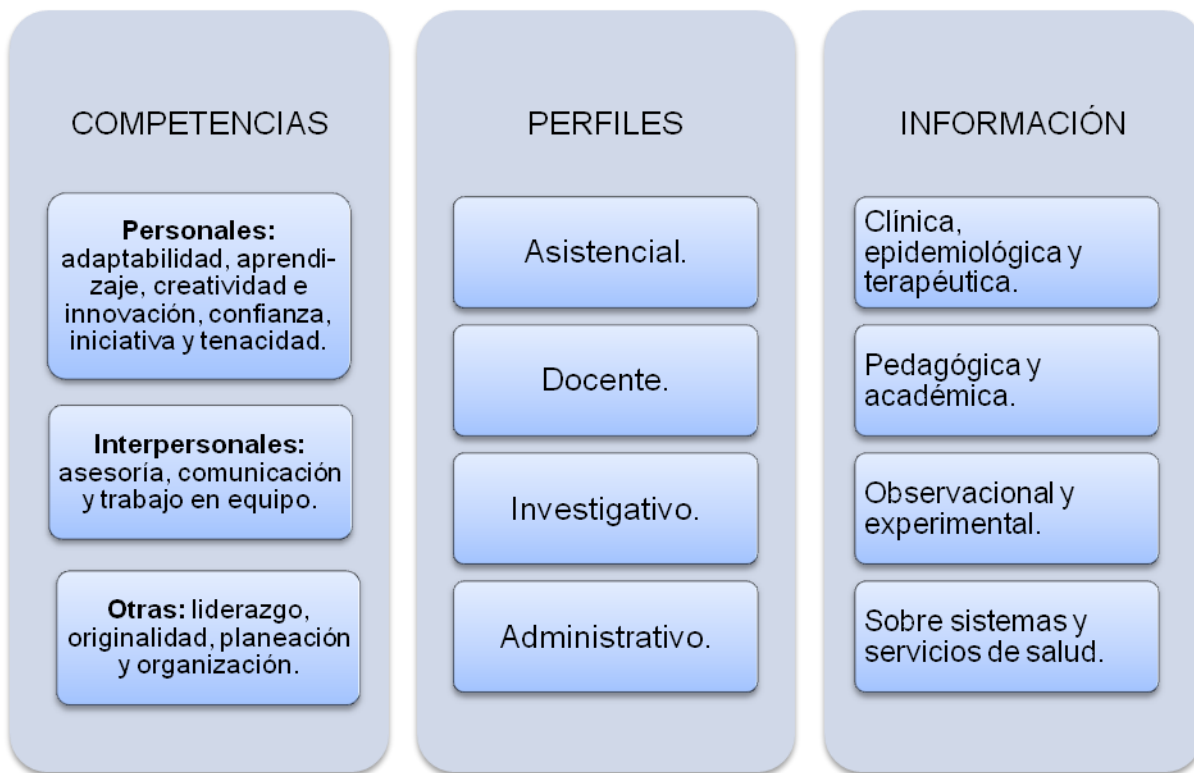 COMPETENCIAS
Personales:
adaptabilidad, aprendi-
zaje, creatividad e
innovación, confianza,
iniciativa y tenacidad.
Interpersonales:
asesoría, comunicación
y trabajo en equipo.
Otras: liderazgo,
originalidad, planeación
y organización.
PERFILES
Asistencial.
Docente.
Investigativo.
Administrativo.
INFORMACIÓN
Clínica,
epidemiológica y
terapéutica.
Pedagógica y
académica.
Observacional y
experimental.
Sobre sistemas y
servicios de salud.